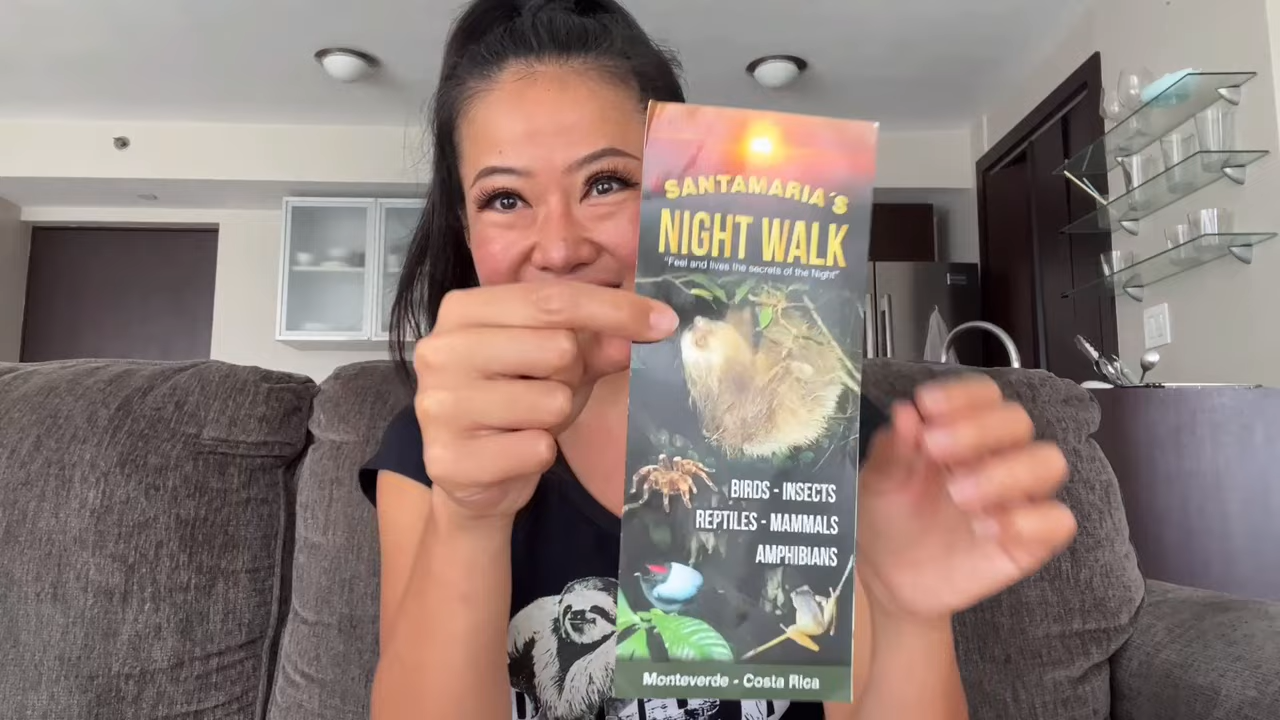 SANTAMARIA´S
NIGHT WALK
"Feel and lives the secrets of the Night"
BIRDS - INSECTS
REPTILES - MAMMALS
AMPHIBIANS
Monteverde - Costa Rica